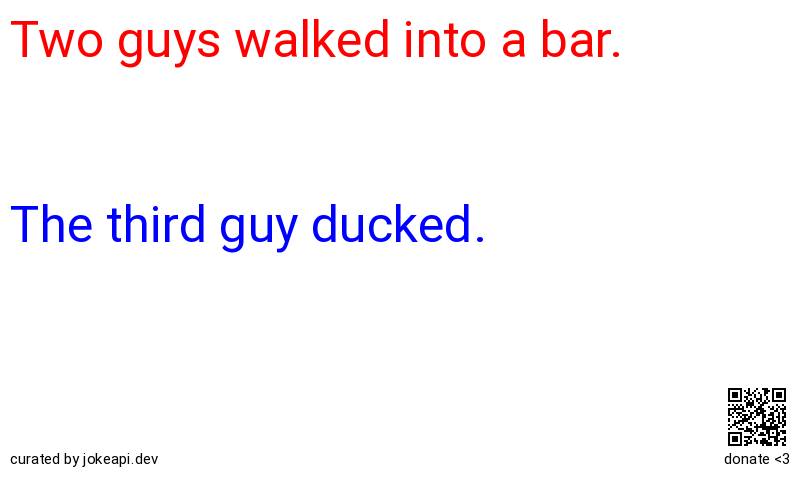 Two guys walked into a bar.
The third guy ducked.
curated by jokeapi.dev
donate <3